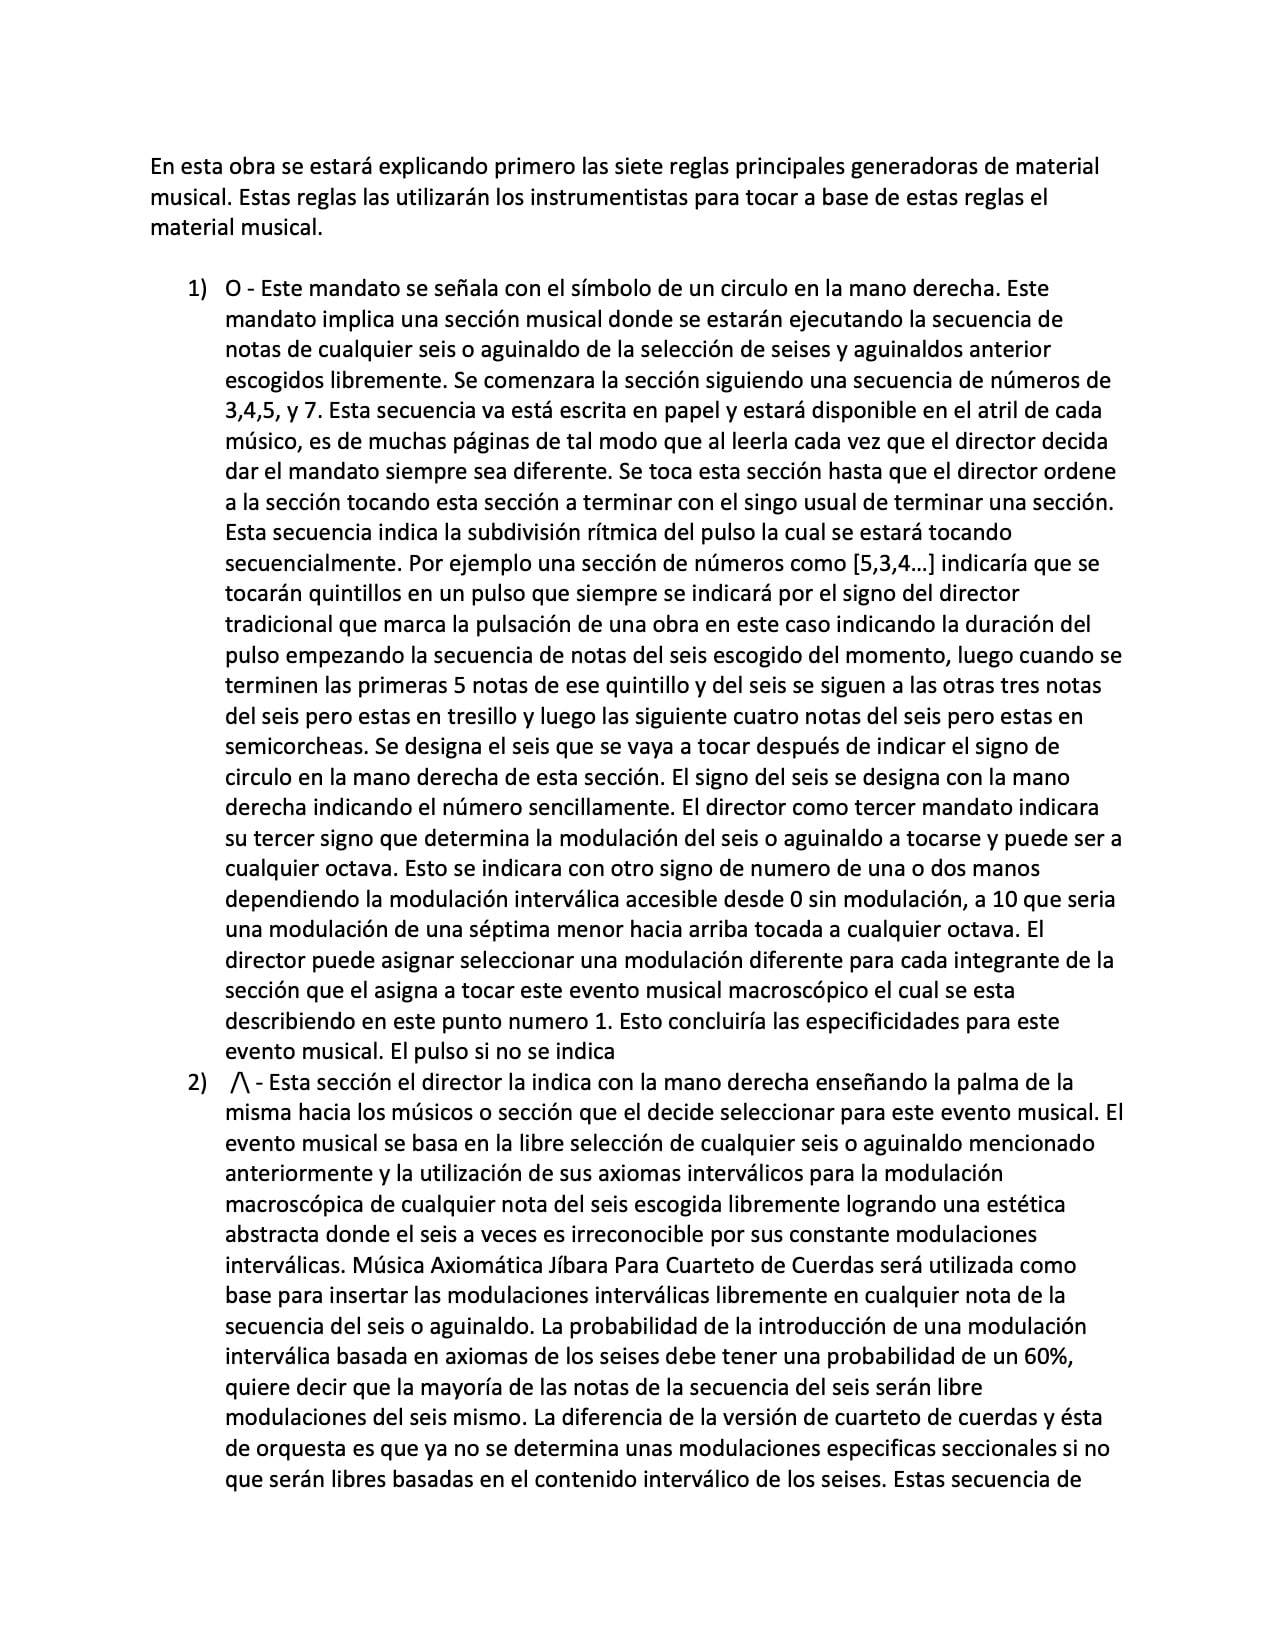 En esta obra se estará explicando primero las siete reglas principales generadoras de material
musical. Estas reglas las utilizarán los instrumentistas para tocar a base de estas reglas el
material musical.
1) O - Este mandato se señala con el símbolo de un circulo en la mano derecha. Este
mandato implica una sección musical donde se estarán ejecutando la secuencia de
notas de cualquier seis o aguinaldo de la selección de seises y aguinaldos anterior
escogidos libremente. Se comenzara la sección siguiendo una secuencia de números de
3,4,5, y 7. Esta secuencia va está escrita en papel y estará disponible en el atril de cada
músico, es de muchas páginas de tal modo que al leerla cada vez que el director decida
dar el mandato siempre sea diferente. Se toca esta sección hasta que el director ordene
a la sección tocando esta sección a terminar con el singo usual de terminar una sección.
Esta secuencia indica la subdivisión rítmica del pulso la cual se estará tocando
secuencialmente. Por ejemplo una sección de números como [5,3,4…] indicaría que se
tocarán quintillos en un pulso que siempre se indicará por el signo del director
tradicional que marca la pulsación de una obra en este caso indicando la duración del
pulso empezando la secuencia de notas del seis escogido del momento, luego cuando se
terminen las primeras 5 notas de ese quintillo y del seis se siguen a las otras tres notas
del seis pero estas en tresillo y luego las siguiente cuatro notas del seis pero estas en
semicorcheas. Se designa el seis que se vaya a tocar después de indicar el signo de
circulo en la mano derecha de esta sección. El signo del seis se designa con la mano
derecha indicando el número sencillamente. El director como tercer mandato indicara
su tercer signo que determina la modulación del seis o aguinaldo a tocarse y puede ser a
cualquier octava. Esto se indicara con otro signo de numero de una o dos manos
dependiendo la modulación interválica accesible desde 0 sin modulación, a 10 que seria
una modulación de una séptima menor hacia arriba tocada a cualquier octava. El
director puede asignar seleccionar una modulación diferente para cada integrante de la
sección que el asigna a tocar este evento musical macroscópico el cual se esta
describiendo en este punto numero 1. Esto concluiría las especificidades para este
evento musical. El pulso si no se indica
2) /\ - Esta sección el director la indica con la mano derecha enseñando la palma de la
misma hacia los músicos o sección que el decide seleccionar para este evento musical. El
evento musical se basa en la libre selección de cualquier seis o aguinaldo mencionado
anteriormente y la utilización de sus axiomas interválicos para la modulación
macroscópica de cualquier nota del seis escogida libremente logrando una estética
abstracta donde el seis a veces es irreconocible por sus constante modulaciones
interválicas. Música Axiomática Jíbara Para Cuarteto de Cuerdas será utilizada como
base para insertar las modulaciones interválicas libremente en cualquier nota de la
secuencia del seis o aguinaldo. La probabilidad de la introducción de una modulación
interválica basada en axiomas de los seises debe tener una probabilidad de un 60%,
quiere decir que la mayoría de las notas de la secuencia del seis serán libre
modulaciones del seis mismo. La diferencia de la versión de cuarteto de cuerdas y ésta
de orquesta es que ya no se determina unas modulaciones especificas seccionales si no
que serán libres basadas en el contenido interválico de los seises. Estas secuencia de